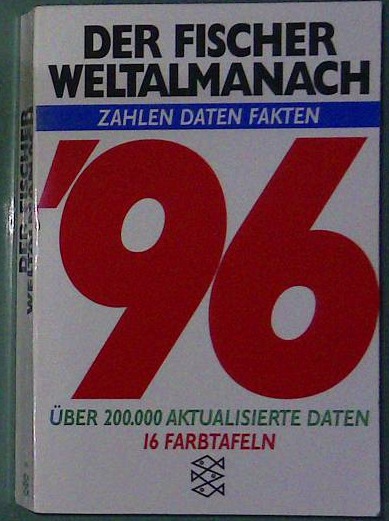 DER FISCHER
WELTALMANACH
ZAHLEN DATEN FAKTEN
'96
ÜBER 200.000 AKTUALISIERTE DATEN
16 FARBTAFELN
DER FISCHER